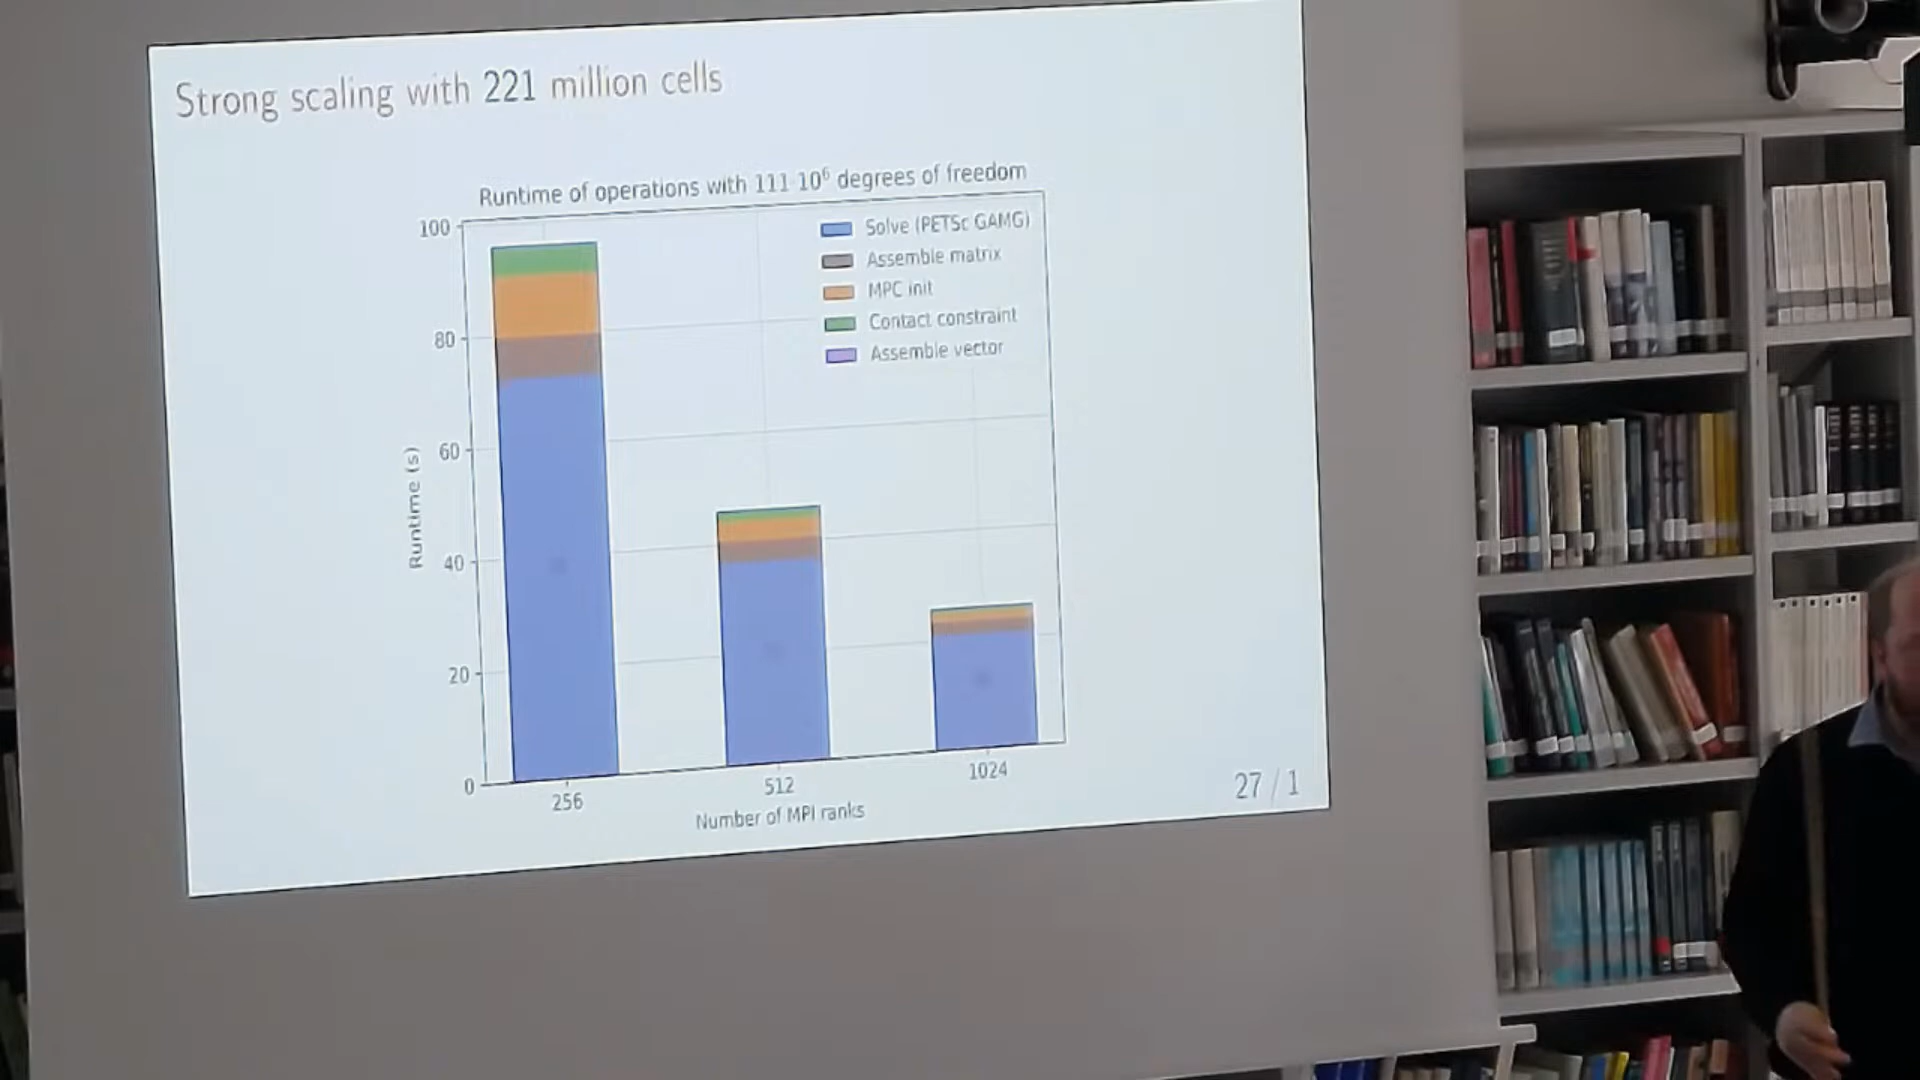 Strong scaling with 221 million cells
Runtime of operations with 111 10⁶ degrees of freedom
Solve (PETSc GAMG)
Assemble matrix
MPC init
Contact constraint
Assemble vector
100
80
60
40
20
0
Runtime (s)
256
512
1024
Number of MPI ranks
27 / 1